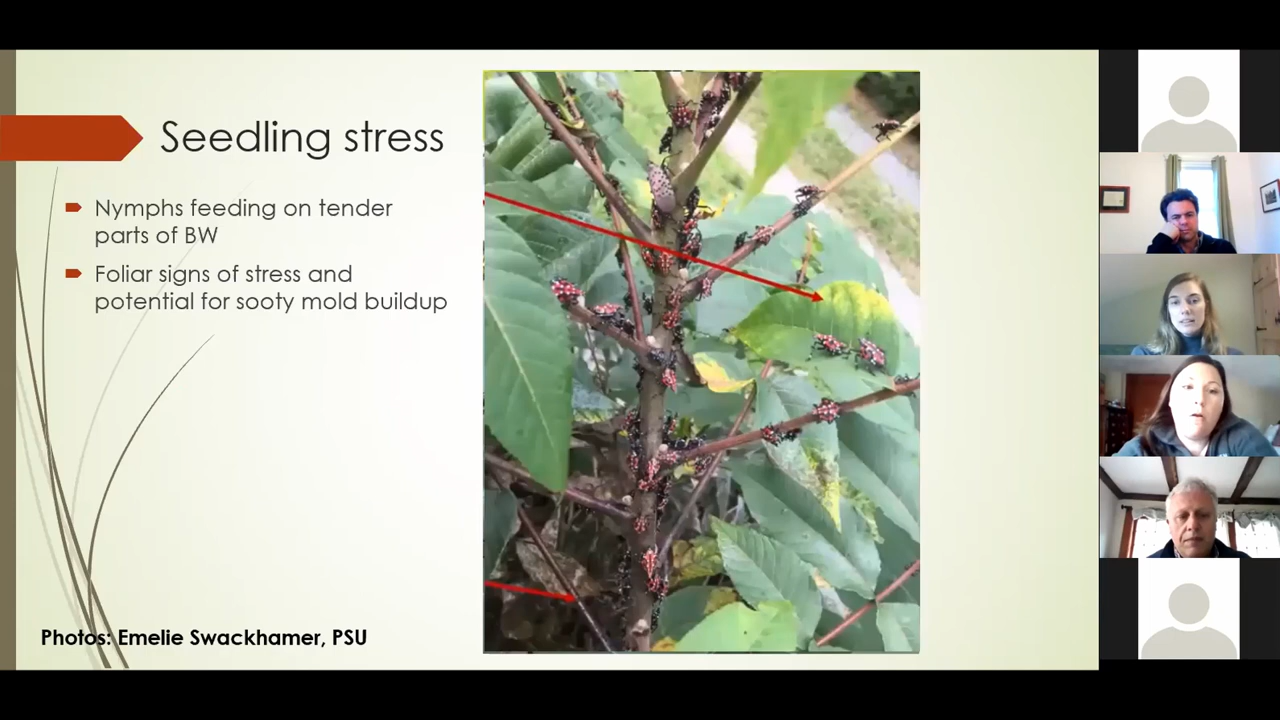 Seedling stress
Nymphs feeding on tender
parts of BW
Foliar signs of stress and
potential for sooty mold buildup
Photos: Emelie Swackhamer, PSU